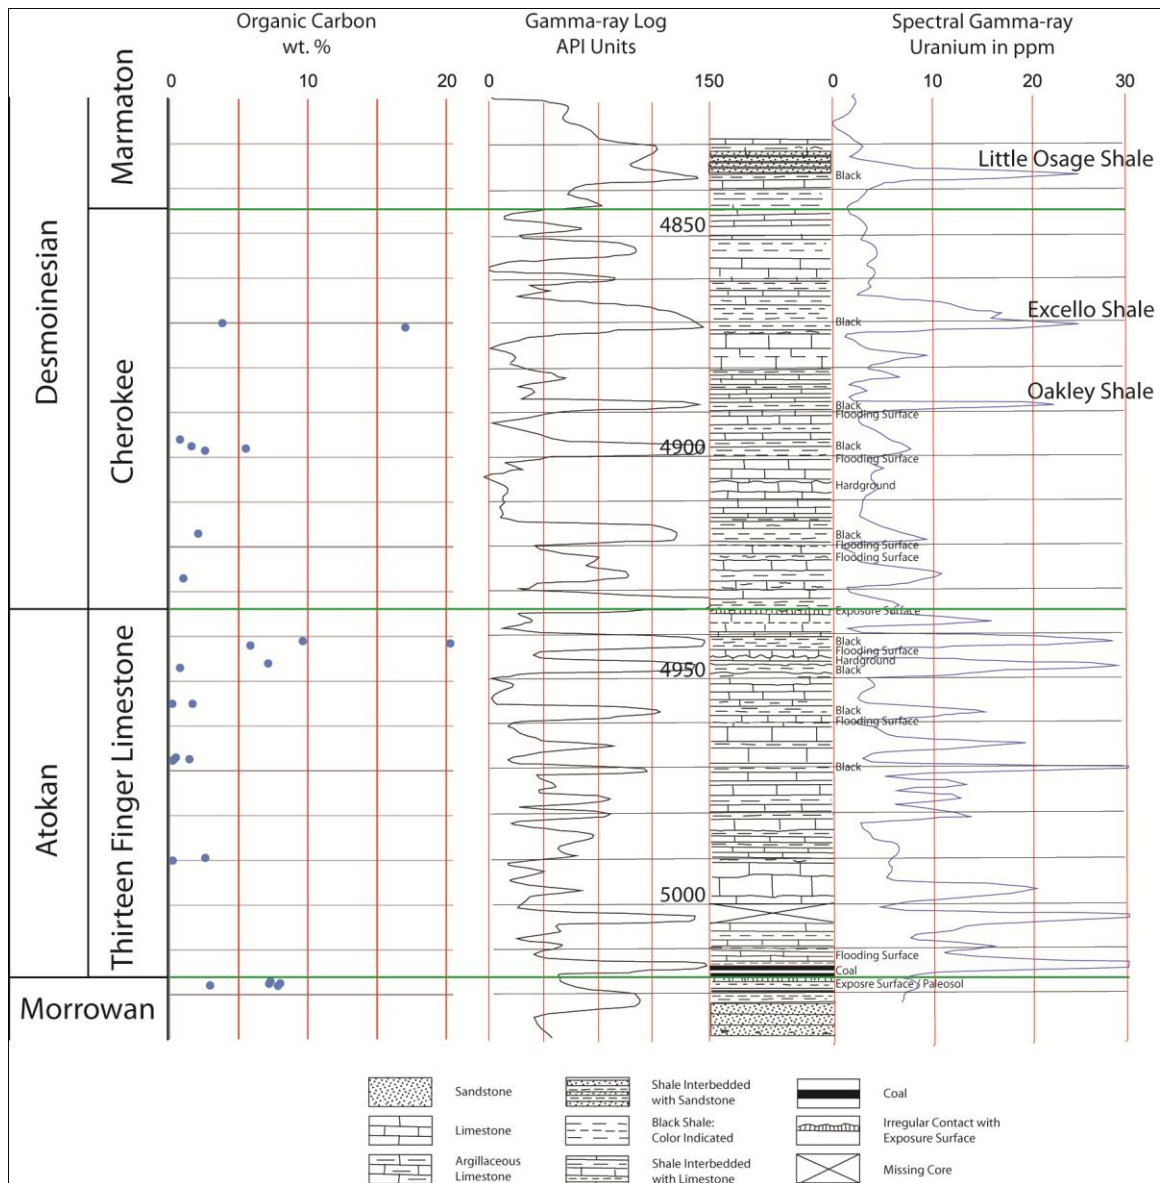 Organic Carbon
wt. %
Gamma-ray Log
API Units
Spectral Gamma-ray
Uranium in ppm
0 10 20
0 150
0 10 20 30
Marmaton
Little Osage Shale
Black
4850
Desmoinesian
Excello Shale
Black
Cherokee
Oakley Shale
Black
Flooding Surface
4900
Black
Flooding Surface
Hardground
Black
Flooding Surface
Flooding Surface
Exposure Surface
Atokan
Thirteen Finger Limestone
Black
Flooding Surface
Hardground
4950
Black
Black
Flooding Surface
Black
5000
Flooding Surface
Coal
Morrowan
Exposre Surface / Paleosol
Sandstone
Shale Interbedded
with Sandstone
Coal
Limestone
Black Shale:
Color Indicated
Irregular Contact with
Exposure Surface
Argillaceous
Limestone
Shale Interbedded
with Limestone
Missing Core